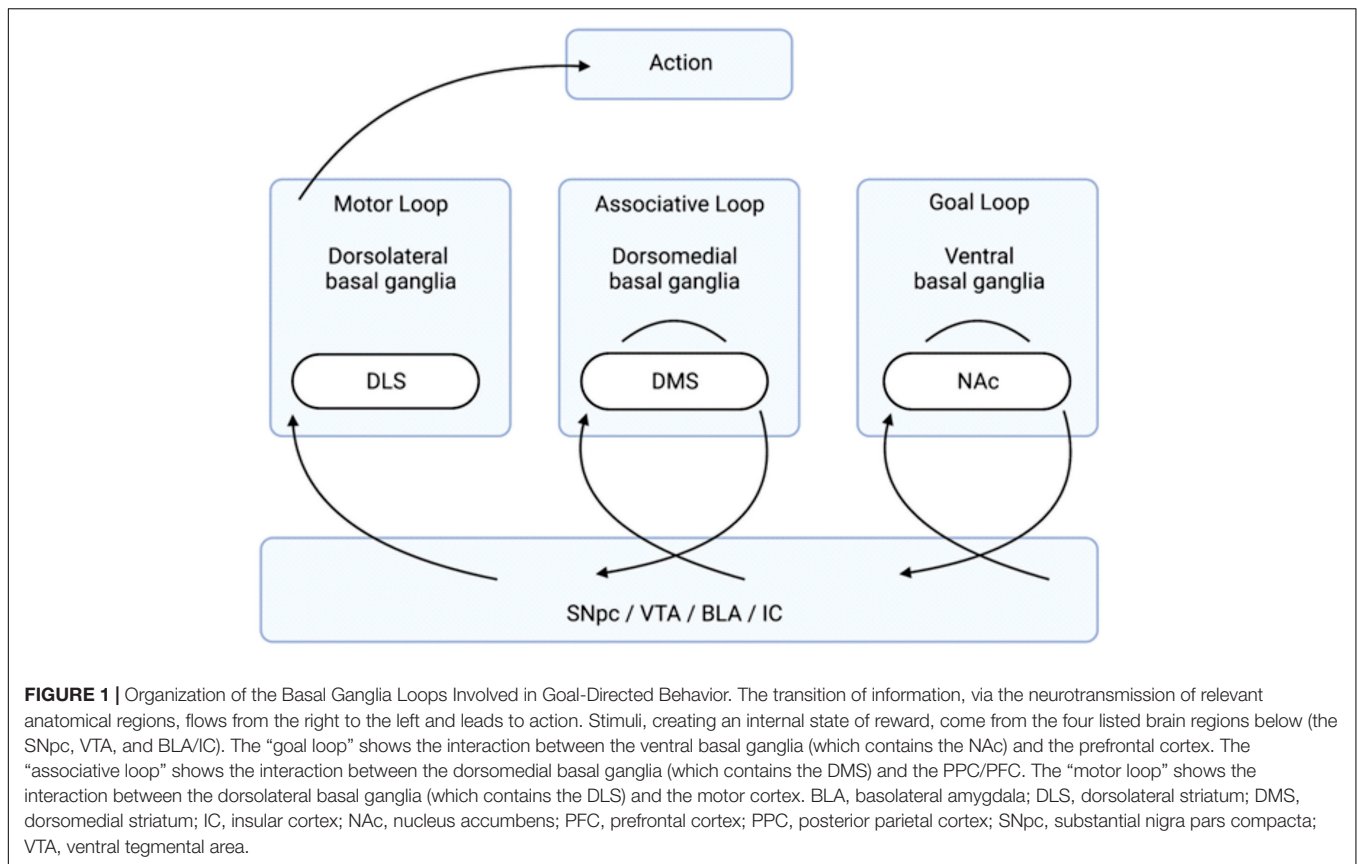 Action
Motor Loop
Dorsolateral
basal ganglia
DLS
Associative Loop
Dorsomedial
basal ganglia
DMS
Goal Loop
Ventral
basal ganglia
NAc
SNpc / VTA / BLA / IC
FIGURE 1 | Organization of the Basal Ganglia Loops Involved in Goal-Directed Behavior. The transition of information, via the neurotransmission of relevant
anatomical regions, flows from the right to the left and leads to action. Stimuli, creating an internal state of reward, come from the four listed brain regions below (the
SNpc, VTA, and BLA/IC). The “goal loop” shows the interaction between the ventral basal ganglia (which contains the NAc) and the prefrontal cortex. The
“associative loop” shows the interaction between the dorsomedial basal ganglia (which contains the DMS) and the PPC/PFC. The “motor loop” shows the
interaction between the dorsolateral basal ganglia (which contains the DLS) and the motor cortex. BLA, basolateral amygdala; DLS, dorsolateral striatum; DMS,
dorsomedial striatum; IC, insular cortex; NAc, nucleus accumbens; PFC, prefrontal cortex; PPC, posterior parietal cortex; SNpc, substantial nigra pars compacta;
VTA, ventral tegmental area.